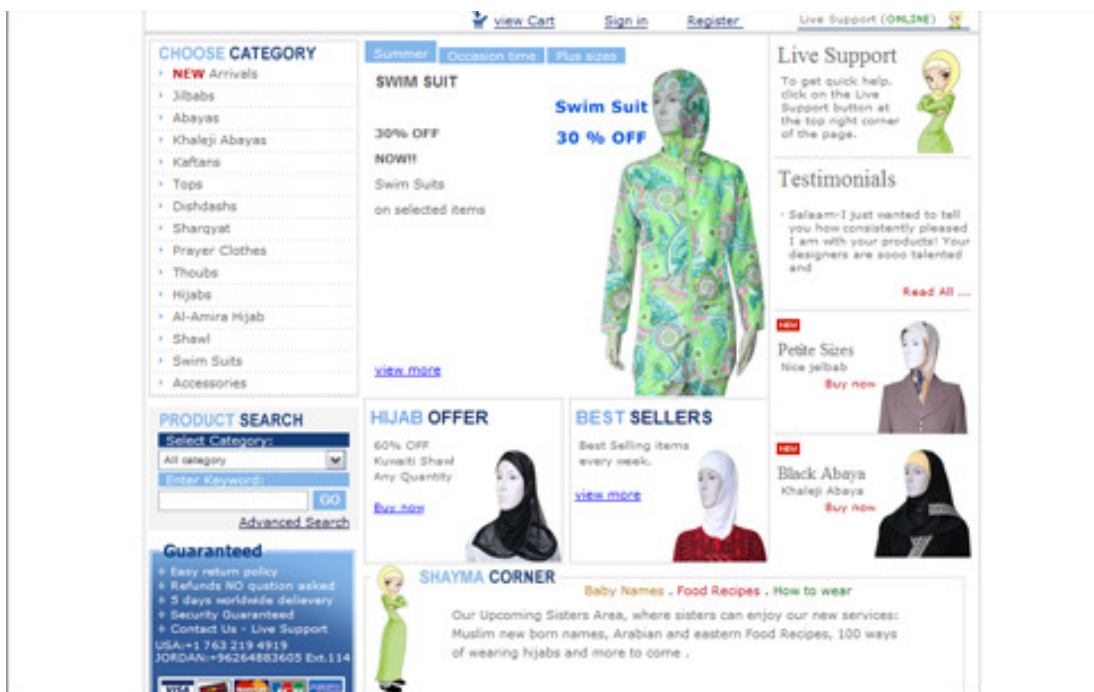 view Cart
Sign in
Register
Live Support (ONLINE)
CHOOSE CATEGORY
NEW Arrivals
Jilbabs
Abayas
Khaleji Abayas
Kaftans
Tops
Dishdashs
Sharqyat
Prayer Clothes
Thoubs
Hijabs
Al-Amira Hijab
Shawl
Swim Suits
Accessories
PRODUCT SEARCH
Select Category:
All category
Enter Keyword:
GO
Advanced Search
Guaranteed
Easy return policy
Refunds NO qustion asked
5 days worldwide delievery
Security Guaranteed
Contact Us - Live Support
USA:+1 763 219 4919
JORDAN:+96264883605 Ext.114
VISA
Summer
Occasion time
Plus sizes
SWIM SUIT
30% OFF
NOW!!
Swim Suits
on selected items
view more
Swim Suit
30 % OFF
HIJAB OFFER
60% OFF
Kuwaiti Shawl
Any Quantity
Buy now
BEST SELLERS
Best Selling items
every week.
view more
SHAYMA CORNER
Baby Names . Food Recipes . How to wear
Our Upcoming Sisters Area, where sisters can enjoy our new services:
Muslim new born names, Arabian and eastern Food Recipes, 100 ways
of wearing hijabs and more to come .
Live Support
To get quick help,
click on the Live
Support button at
the top right corner
of the page.
Testimonials
Salaam-I just wanted to tell
you how consistently pleased
I am with your products! Your
designers are sooo talented
and
Read All ...
NEW
Petite Sizes
Nice jelbab
Buy now
NEW
Black Abaya
Khaleji Abaya
Buy now